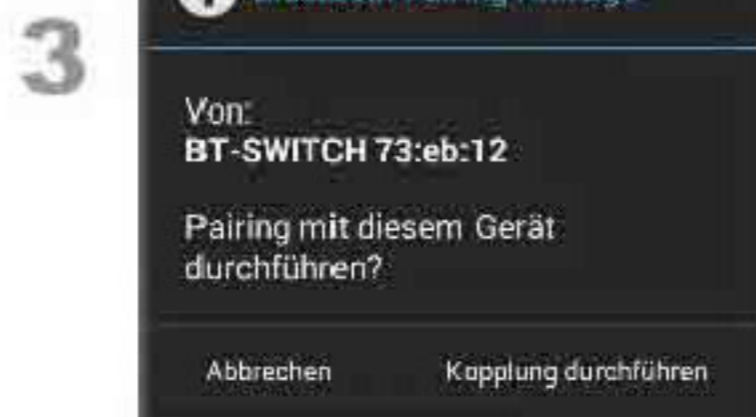 3
Von:
BT-SWITCH 73:eb:12
Pairing mit diesem Gerät
durchführen?
Abbrechen
Kopplung durchführen